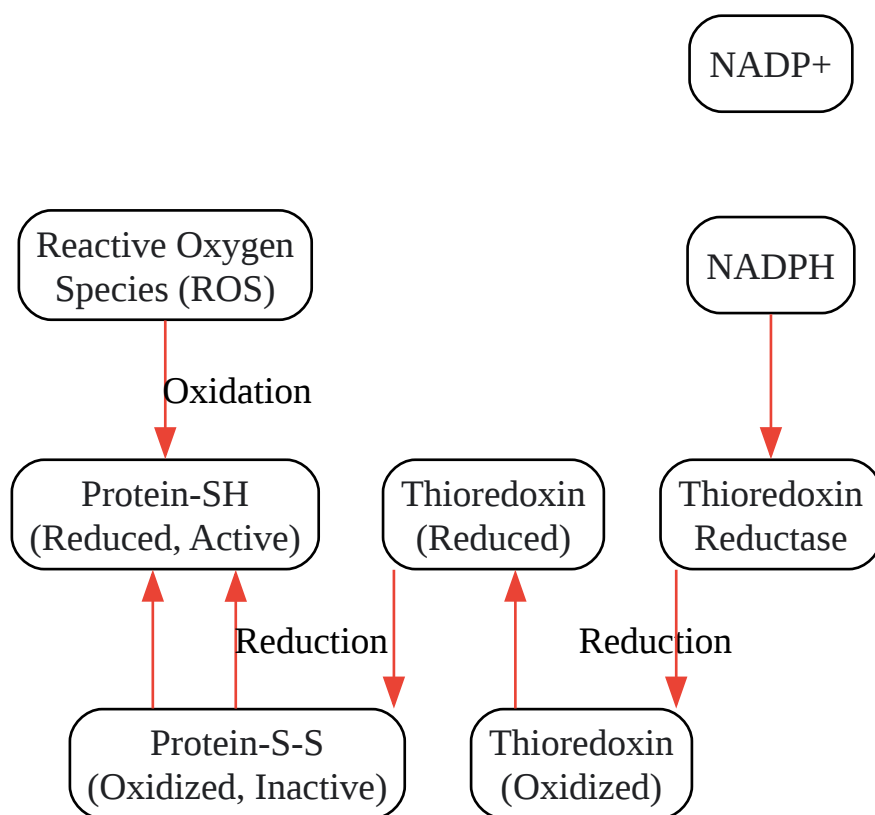 NADP+
Reactive Oxygen
Species (ROS)
NADPH
Oxidation
Protein-SH
(Reduced, Active)
Thioredoxin
(Reduced)
Thioredoxin
Reductase
Reduction
Reduction
Protein-S-S
(Oxidized, Inactive)
Thioredoxin
(Oxidized)